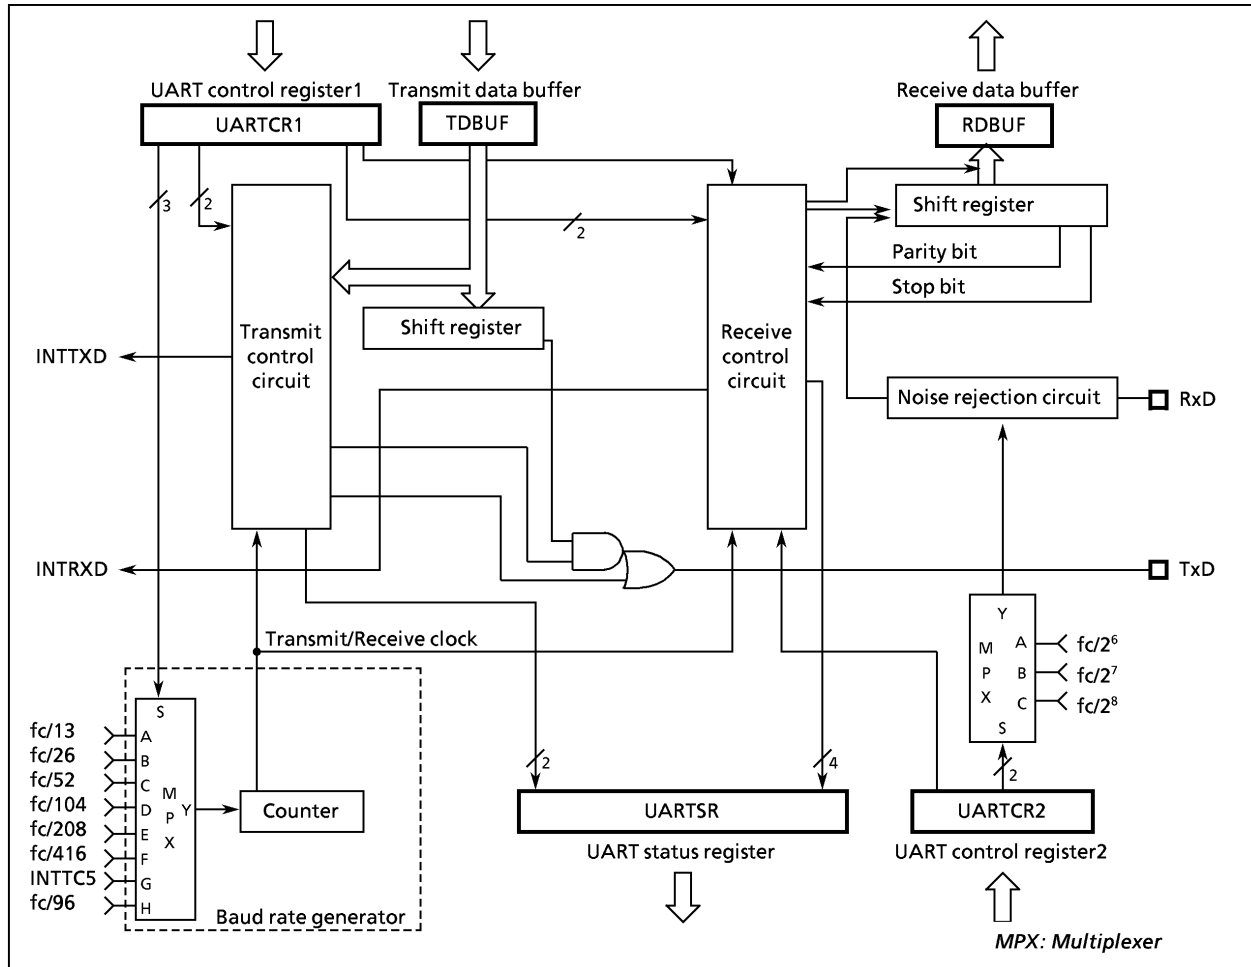 UART control register1
Transmit data buffer
Receive data buffer
UARTCR1
TDBUF
RDBUF
3
2
2
Shift register
Parity bit
Stop bit
Shift register
Transmit
control
circuit
Receive
control
circuit
INTTXD
Noise rejection circuit
RxD
INTRXD
TxD
Transmit/Receive clock
Y
M
P
X
A
B
C
S
fc/2⁶
fc/2⁷
fc/2⁸
S
fc/13
fc/26
fc/52
fc/104
fc/208
fc/416
INTTC5
fc/96
A
B
C
D
E
F
G
H
M
P
X
Y
Counter
Baud rate generator
2
4
2
UARTSR
UART status register
UARTCR2
UART control register2
MPX: Multiplexer